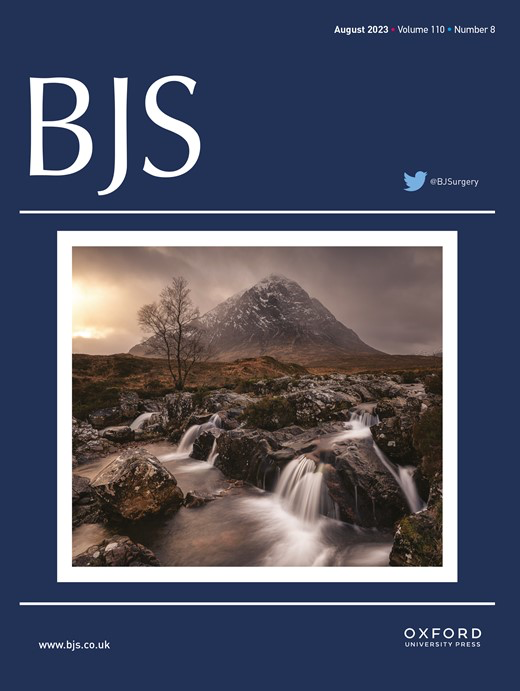 August 2023 • Volume 110 • Number 8
BJS
@BJSurgery
www.bjs.co.uk
OXFORD
UNIVERSITY PRESS